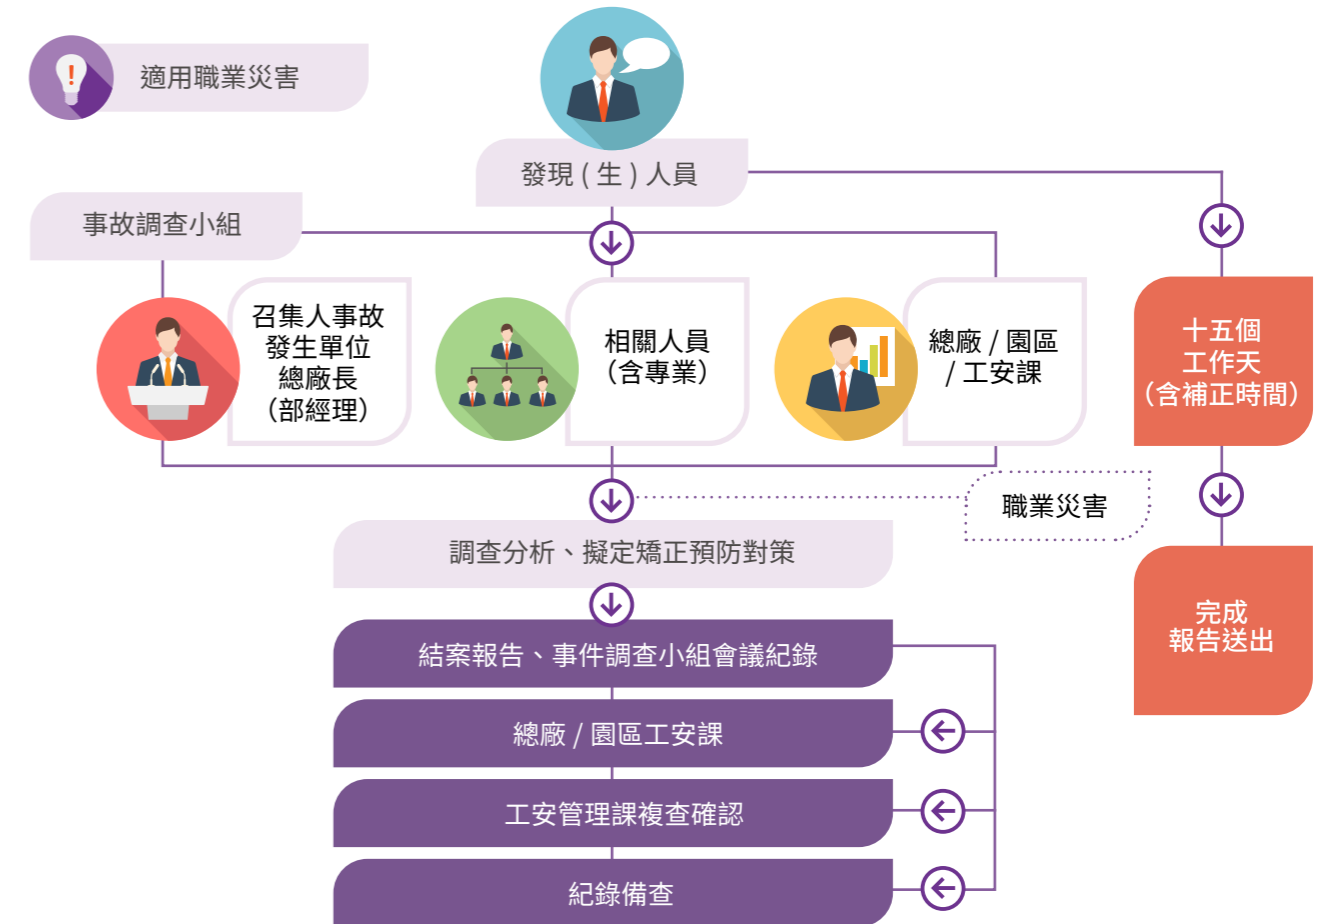 適用職業災害
發現 ( 生 ) 人員
事故調查小組
召集人事故
發生單位
總廠長
（部經理）
相關人員
（含專業）
總廠 / 園區
/ 工安課
十五個
工作天
（含補正時間）
職業災害
調查分析、擬定矯正預防對策
完成
報告送出
結案報告、事件調查小組會議紀錄
總廠 / 園區工安課
工安管理課複查確認
紀錄備查